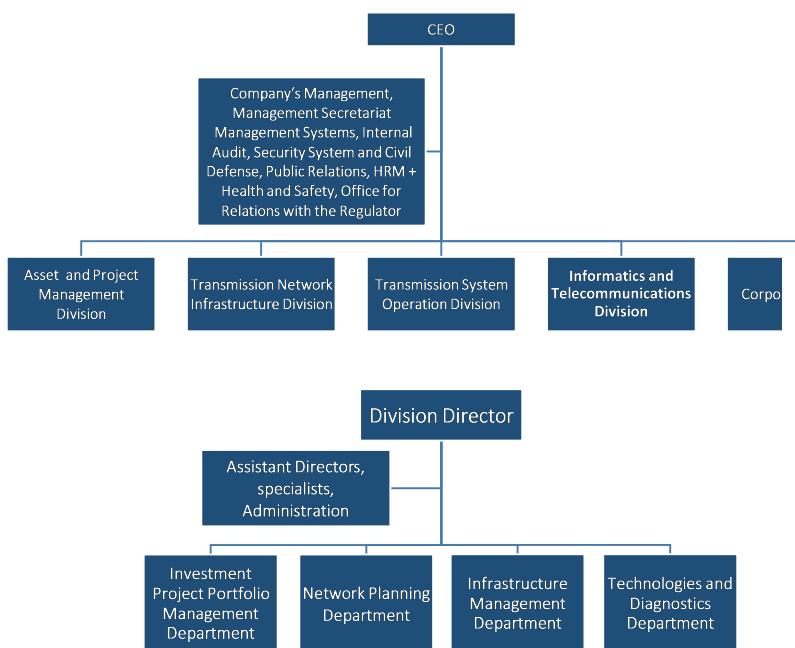 CEO
Company's Management,
Management Secretariat
Management Systems, Internal
Audit, Security System and Civil
Defense, Public Relations, HRM +
Health and Safety, Office for
Relations with the Regulator
Asset and Project
Management
Division
Transmission Network
Infrastructure Division
Transmission System
Operation Division
Informatics and
Telecommunications
Division
Corpo
Division Director
Assistant Directors,
specialists,
Administration
Investment
Project Portfolio
Management
Department
Network Planning
Department
Infrastructure
Management
Department
Technologies and
Diagnostics
Department